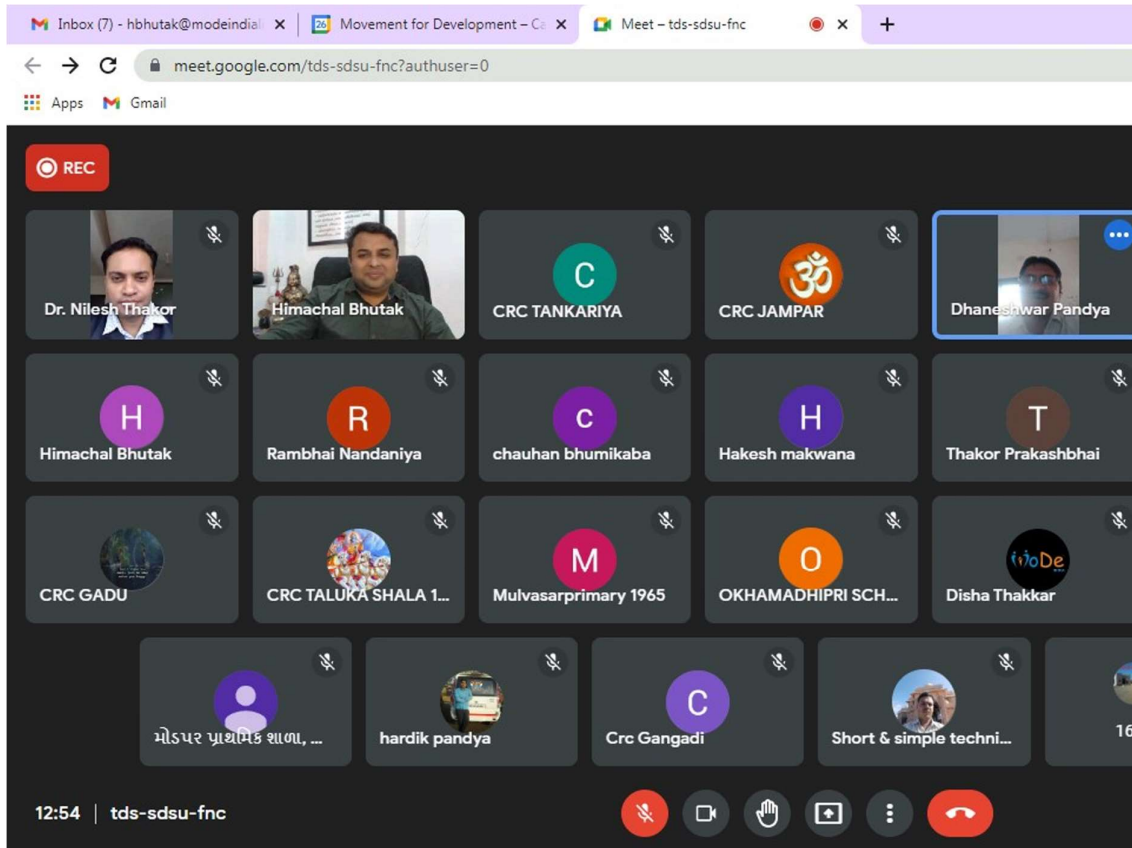 Inbox (7) - hbhutak@modeindia
Movement for Development – Ca
Meet – tds-sdsu-fnc
meet.google.com/tds-sdsu-fnc?authuser=0
Apps
Gmail
REC
Dr. Nilesh Thakor
Himachal Bhutak
C
CRC TANKARIYA
ॐ
CRC JAMPAR
Dhaneshwar Pandya
H
Himachal Bhutak
R
Rambhai Nandaniya
c
chauhan bhumikaba
H
Hakesh makwana
T
Thakor Prakashbhai
CRC GADU
CRC TALUKA SHALA 1...
M
Mulvasarprimary 1965
O
OKHAMADHIPRI SCH...
moDe
Disha Thakkar
મોડપર પ્રાથમિક શાળા, ...
hardik pandya
C
Crc Gangadi
Short & simple techni...
16
12:54 | tds-sdsu-fnc